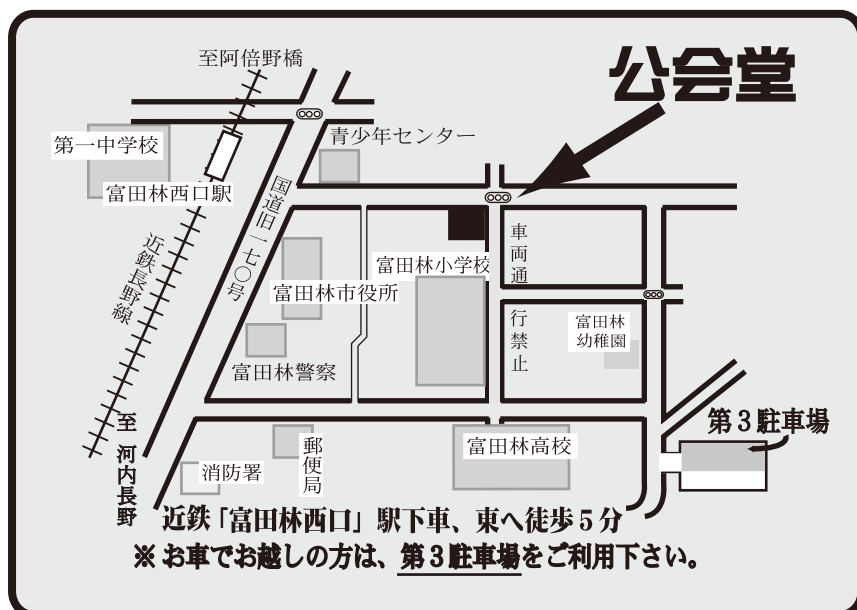 至阿倍野橋
公会堂
第一中学校
青少年センター
富田林西口駅
国道旧一七〇号
近鉄長野線
車両通
行禁止
富田林小学校
富田林市役所
富田林
幼稚園
富田林警察
至 河内長野
第3駐車場
消防署
郵便局
富田林高校
近鉄「富田林西口」駅下車、東へ徒歩5分
※お車でお越しの方は、第3駐車場をご利用下さい。